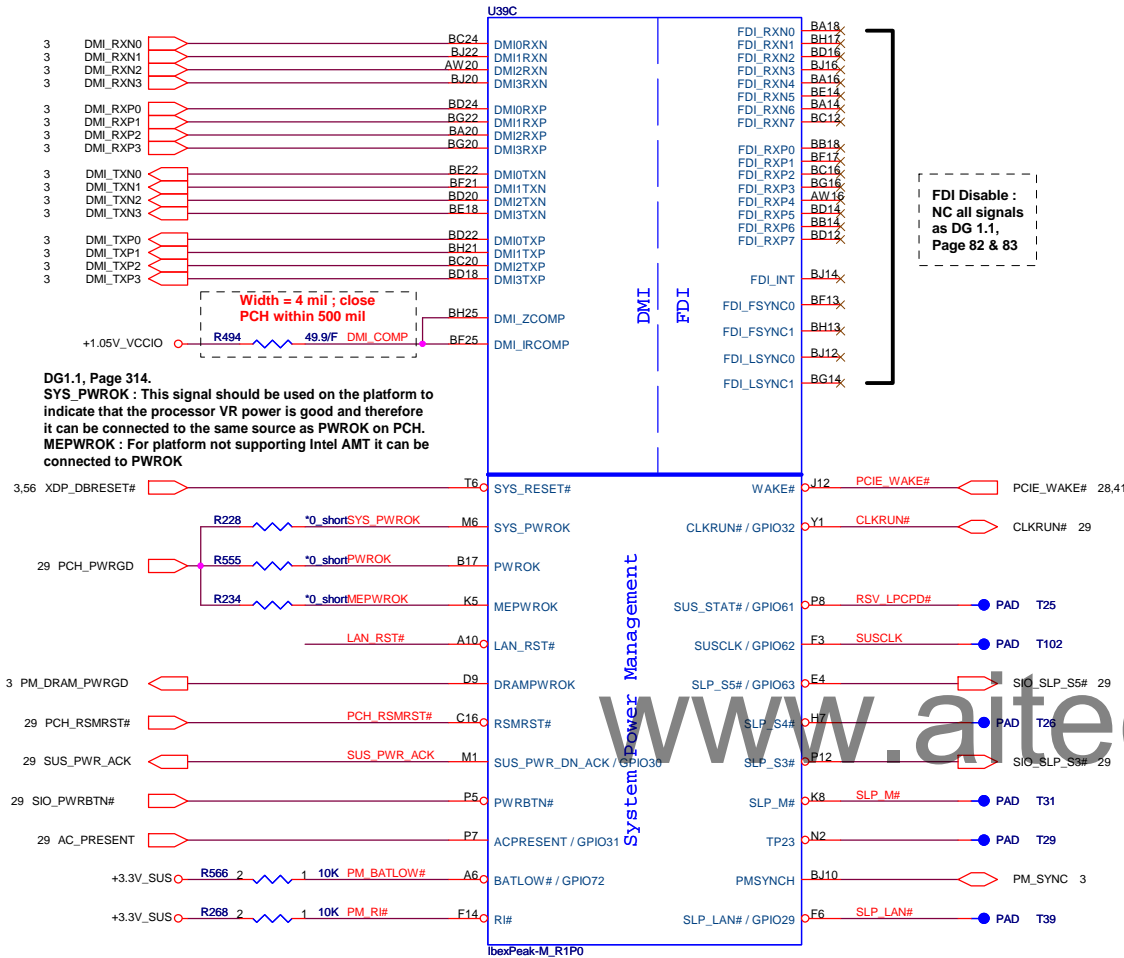 U39C
3 DMI_RXN0 BC24 DMI0RXN
3 DMI_RXN1 BJ22 DMI1RXN
3 DMI_RXN2 AW20 DMI2RXN
3 DMI_RXN3 BJ20 DMI3RXN
3 DMI_RXP0 BD24 DMI0RXP
3 DMI_RXP1 BG22 DMI1RXP
3 DMI_RXP2 BA20 DMI2RXP
3 DMI_RXP3 BG20 DMI3RXP
3 DMI_TXN0 BE22 DMI0TXN
3 DMI_TXN1 BF21 DMI1TXN
3 DMI_TXN2 BD20 DMI2TXN
3 DMI_TXN3 BE18 DMI3TXN
3 DMI_TXP0 BD22 DMI0TXP
3 DMI_TXP1 BH21 DMI1TXP
3 DMI_TXP2 BC20 DMI2TXP
3 DMI_TXP3 BD18 DMI3TXP
Width = 4 mil ; close
PCH within 500 mil
BH25 DMI_ZCOMP
+1.05V_VCCIO R494 49.9/F DMI_COMP BF25 DMI_IRCOMP
DMI
FDI
FDI_RXN0 BA18
FDI_RXN1 BH17
FDI_RXN2 BD16
FDI_RXN3 BJ16
FDI_RXN4 BA16
FDI_RXN5 BE14
FDI_RXN6 BA14
FDI_RXN7 BC12
FDI_RXP0 BB18
FDI_RXP1 BF17
FDI_RXP2 BC16
FDI_RXP3 BG16
FDI_RXP4 AW16
FDI_RXP5 BD14
FDI_RXP6 BB14
FDI_RXP7 BD12
FDI_INT BJ14
FDI_FSYNC0 BF13
FDI_FSYNC1 BH13
FDI_LSYNC0 BJ12
FDI_LSYNC1 BG14
FDI Disable :
NC all signals
as DG 1.1,
Page 82 & 83
DG1.1, Page 314.
SYS_PWROK : This signal should be used on the platform to
indicate that the processor VR power is good and therefore
it can be connected to the same source as PWROK on PCH.
MEPWROK : For platform not supporting Intel AMT it can be
connected to PWROK
3,56 XDP_DBRESET# T6 SYS_RESET#
R228 *0_short SYS_PWROK M6 SYS_PWROK
29 PCH_PWRGD R555 *0_short PWROK B17 PWROK
R234 *0_short MEPWROK K5 MEPWROK
LAN_RST# A10 LAN_RST#
3 PM_DRAM_PWRGD D9 DRAMPWROK
29 PCH_RSMRST# PCH_RSMRST# C16 RSMRST#
29 SUS_PWR_ACK SUS_PWR_ACK M1 SUS_PWR_DN_ACK / GPIO30
29 SIO_PWRBTN# P5 PWRBTN#
29 AC_PRESENT P7 ACPRESENT / GPIO31
+3.3V_SUS R566 2 1 10K PM_BATLOW# A6 BATLOW# / GPIO72
+3.3V_SUS R268 2 1 10K PM_RI# F14 RI#
System Power Management
WAKE# J12 PCIE_WAKE# PCIE_WAKE# 28,41
CLKRUN# / GPIO32 Y1 CLKRUN# CLKRUN# 29
SUS_STAT# / GPIO61 P8 RSV_LPCPD# PAD T25
SUSCLK / GPIO62 F3 SUSCLK PAD T102
SLP_S5# / GPIO63 E4 SIO_SLP_S5# 29
SLP_S4# H7 PAD T26
SLP_S3# P12 SIO_SLP_S3# 29
SLP_M# K8 SLP_M# PAD T31
TP23 N2 PAD T29
PMSYNCH BJ10 PM_SYNC 3
SLP_LAN# / GPIO29 F6 SLP_LAN# PAD T39
IbexPeak-M_R1P0